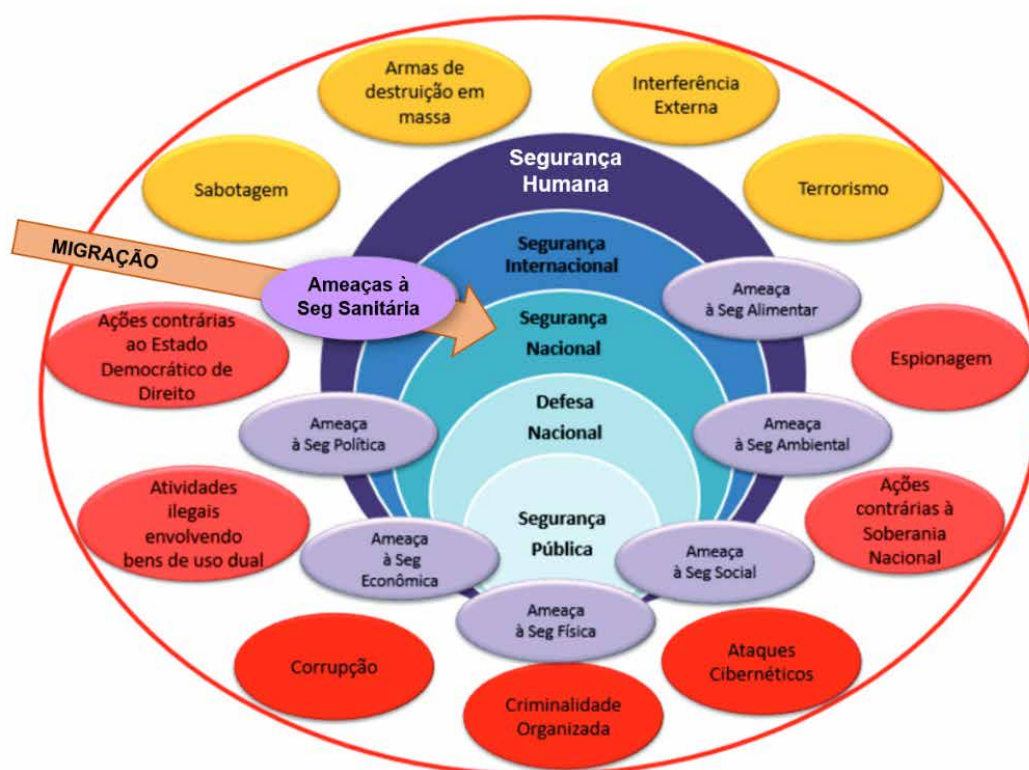 Armas de
destruição em
massa
Interferência
Externa
Sabotagem
Segurança
Humana
Terrorismo
MIGRAÇÃO
Ameaças à
Seg Sanitária
Segurança
Internacional
Ameaça
à Seg Alimentar
Ações contrárias
ao Estado
Democrático de
Direito
Segurança
Nacional
Espionagem
Ameaça
à Seg Política
Defesa
Nacional
Ameaça
à Seg Ambiental
Atividades
ilegais
envolvendo
bens de uso dual
Ameaça
à Seg
Econômica
Segurança
Pública
Ameaça
à Seg Social
Ações
contrárias à
Soberania
Nacional
Ameaça
à Seg Física
Corrupção
Criminalidade
Organizada
Ataques
Cibernéticos